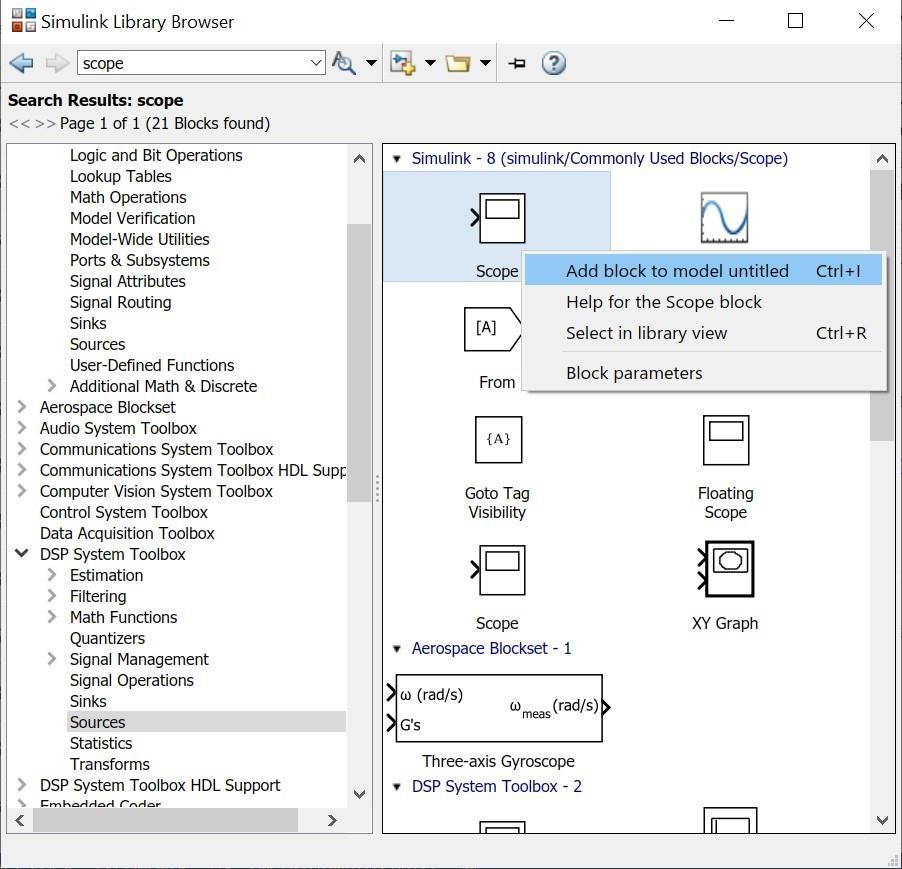 Simulink Library Browser
scope
Search Results: scope
<< >> Page 1 of 1 (21 Blocks found)
Logic and Bit Operations
Lookup Tables
Math Operations
Model Verification
Model-Wide Utilities
Ports & Subsystems
Signal Attributes
Signal Routing
Sinks
Sources
User-Defined Functions
Additional Math & Discrete
Aerospace Blockset
Audio System Toolbox
Communications System Toolbox
Communications System Toolbox HDL Supp
Computer Vision System Toolbox
Control System Toolbox
Data Acquisition Toolbox
DSP System Toolbox
Estimation
Filtering
Math Functions
Quantizers
Signal Management
Signal Operations
Sinks
Sources
Statistics
Transforms
DSP System Toolbox HDL Support
Embedded Coder
Simulink - 8 (simulink/Commonly Used Blocks/Scope)
Scope
Add block to model untitled Ctrl+I
Help for the Scope block
Select in library view Ctrl+R
Block parameters
[A]
From
{A}
Goto Tag
Visibility
Floating
Scope
Scope
XY Graph
Aerospace Blockset - 1
ω (rad/s)
G's
ω meas (rad/s)
Three-axis Gyroscope
DSP System Toolbox - 2